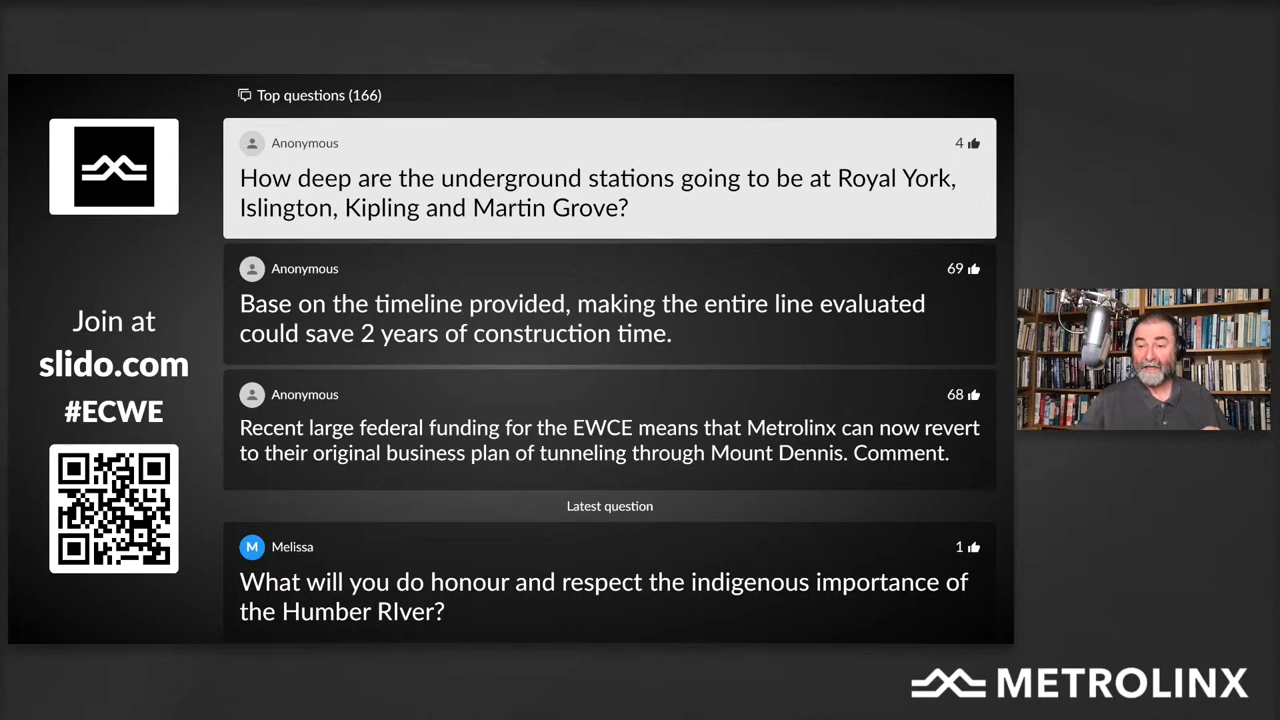 Top questions (166)
Anonymous
4
How deep are the underground stations going to be at Royal York,
Islington, Kipling and Martin Grove?
Anonymous
69
Base on the timeline provided, making the entire line evaluated
could save 2 years of construction time.
Anonymous
68
Recent large federal funding for the EWCE means that Metrolinx can now revert
to their original business plan of tunneling through Mount Dennis. Comment.
Latest question
M
Melissa
1
What will you do honour and respect the indigenous importance of
the Humber RIver?
Join at
slido.com
#ECWE
METROLINX